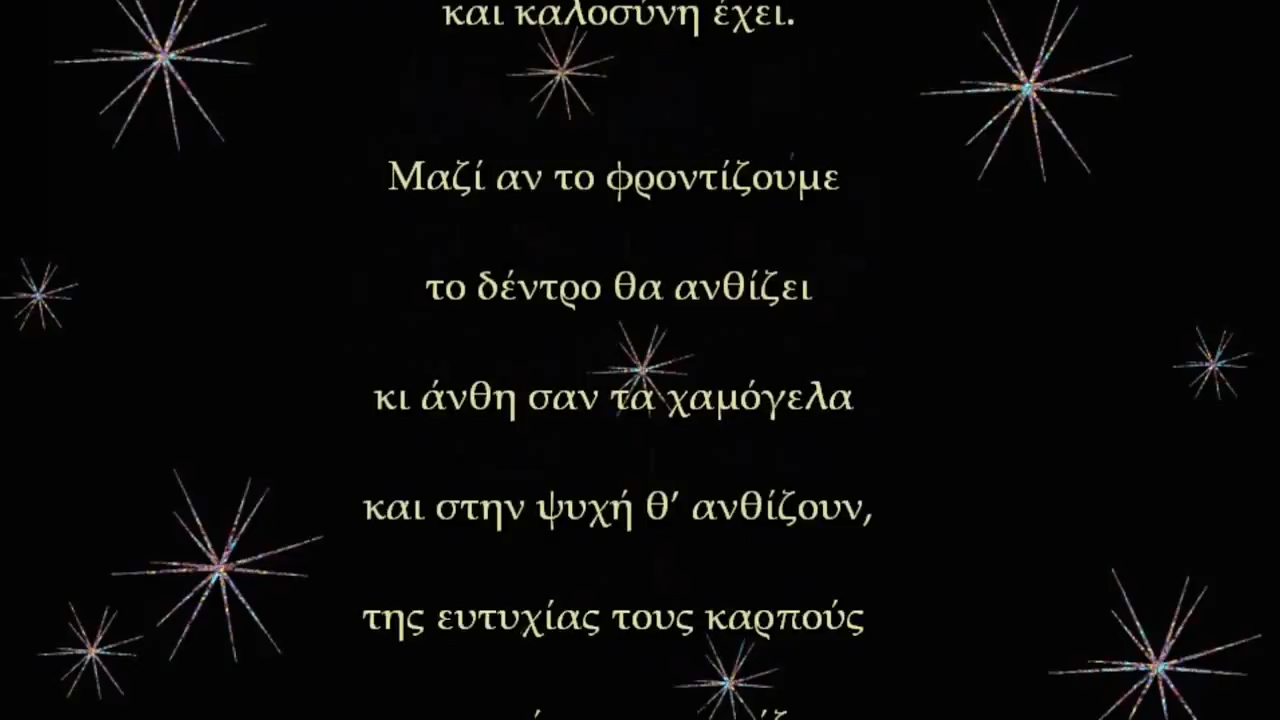 και καλοσύνη έχει.
Μαζί αν το φροντίζουμε
το δέντρο θα ανθίζει
κι άνθη σαν τα χαμόγελα
και στην ψυχή θ’ ανθίζουν,
της ευτυχίας τους καρπούς